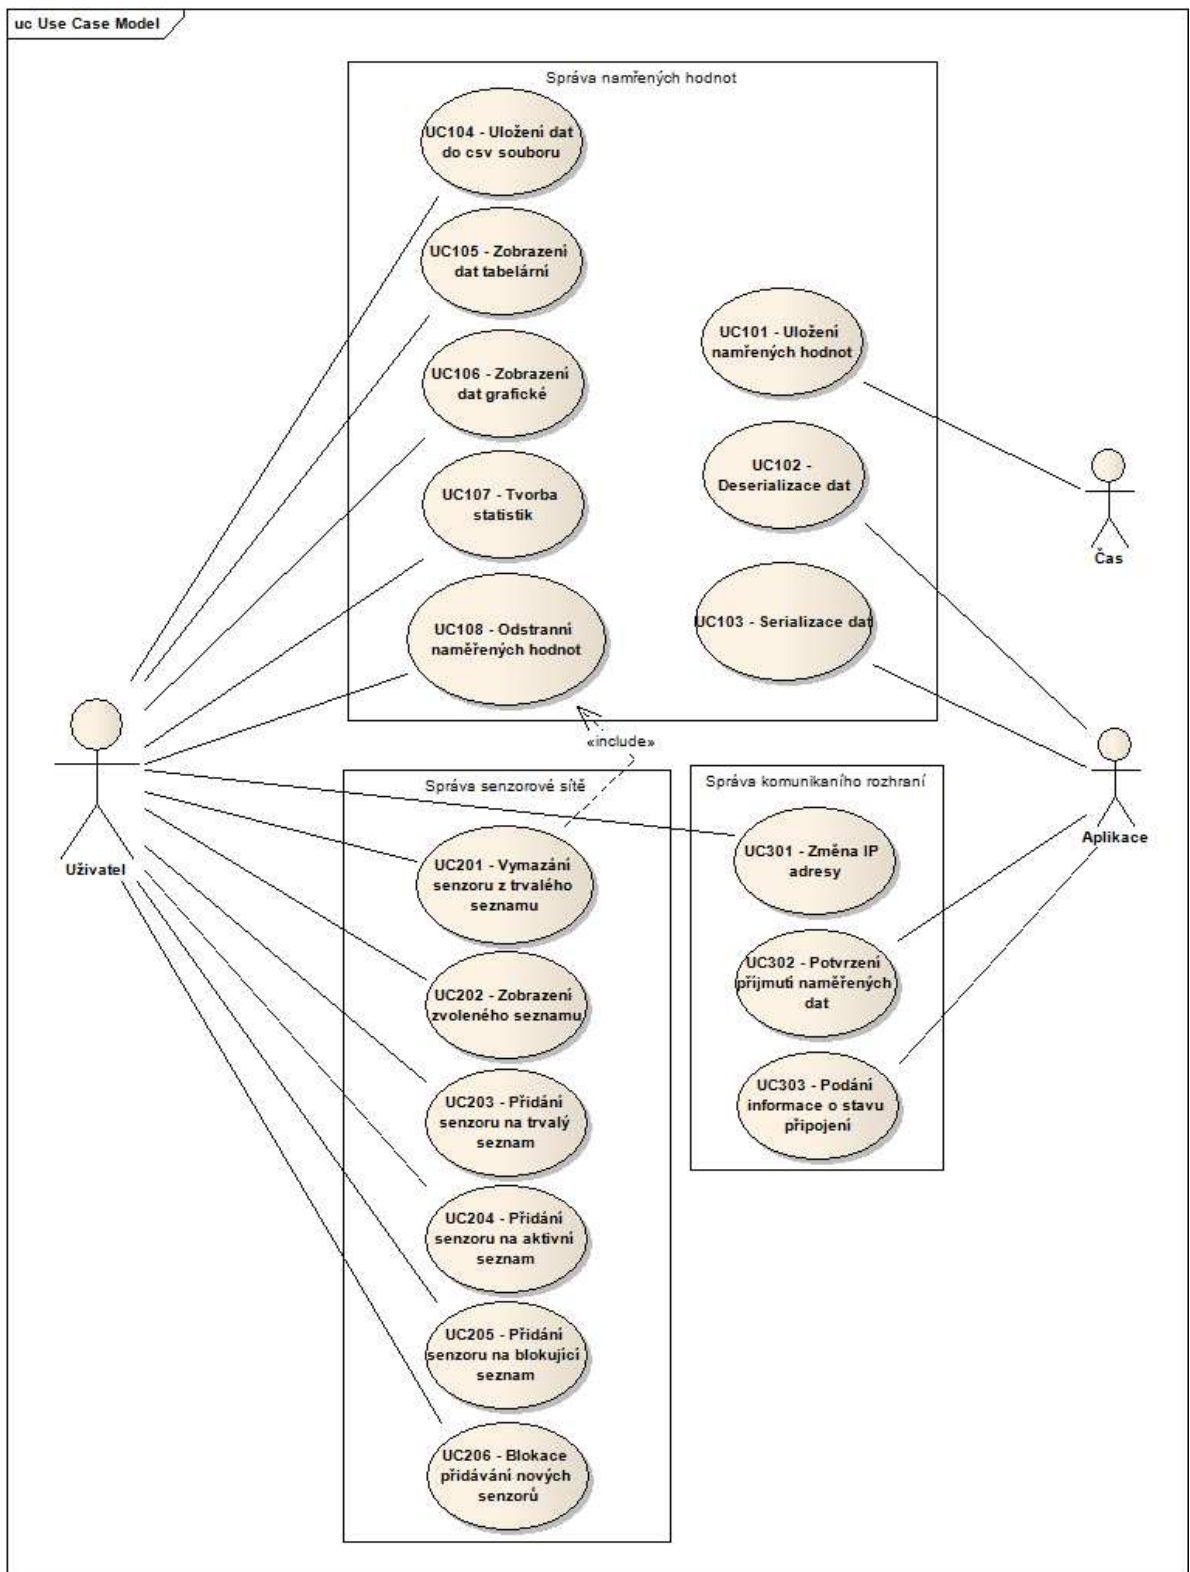 uc Use Case Model
Správa namřených hodnot
UC104 - Uložení dat
do csv souboru
UC105 - Zobrazení
dat tabelární
UC106 - Zobrazení
dat grafické
UC107 - Tvorba
statistik
UC108 - Odstranní
naměřených hodnot
UC101 - Uložení
namřených hodnot
UC102 -
Deserializace dat
UC103 - Serializace dat
Čas
«include»
Uživatel
Aplikace
Správa senzorové sítě
UC201 - Vymazání
senzoru z trvalého
seznamu
UC202 - Zobrazení
zvoleného seznamu
UC203 - Přidání
senzoru na trvalý
seznam
UC204 - Přidání
senzoru na aktivní
seznam
UC205 - Přidání
senzoru na blokující
seznam
UC206 - Blokace
přidávání nových
senzorů
Správa komunikaního rozhraní
UC301 - Změna IP
adresy
UC302 - Potvrzení
příjmutí naměřených
dat
UC303 - Podání
informace o stavu
připojení